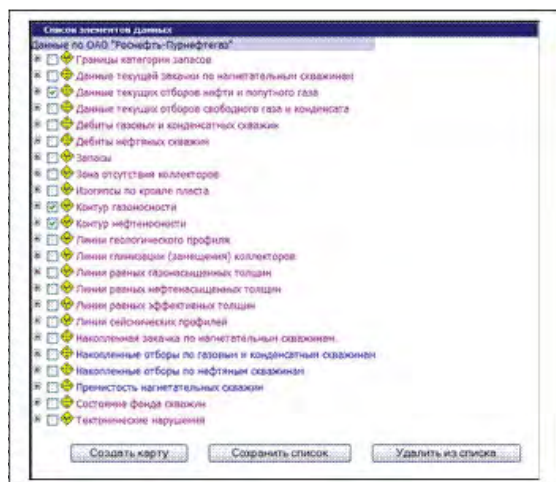 Список элементов данных
Данные по ОАО "Роснефть-Пурнефтегаз"
Границы категории запасов
Данные текущей закачки по нагнетательным скважинам
Данные текущих отборов нефти и попутного газа
Данные текущих отборов свободного газа и конденсата
Дебиты газовых и конденсатных скважин
Дебиты нефтяных скважин
Запасы
Зона отсутствия коллекторов
Изогипсы по кровле пласта
Контур газоносности
Контур нефтеносности
Линии геологического профиля
Линии глинизации (замещения) коллекторов
Линии равных газонасыщенных толщин
Линии равных нефтенасыщенных толщин
Линии равных эффективных толщин
Линии сейсмических профилей
Накопленная закачка по нагнетательным скважинам.
Накопленные отборы по газовым и конденсатным скважинам
Накопленные отборы по нефтяным скважинам
Приемистость нагнетательных скважин
Состояние фонда скважин
Тектонические нарушения
Создать карту Сохранить список Удалить из списка